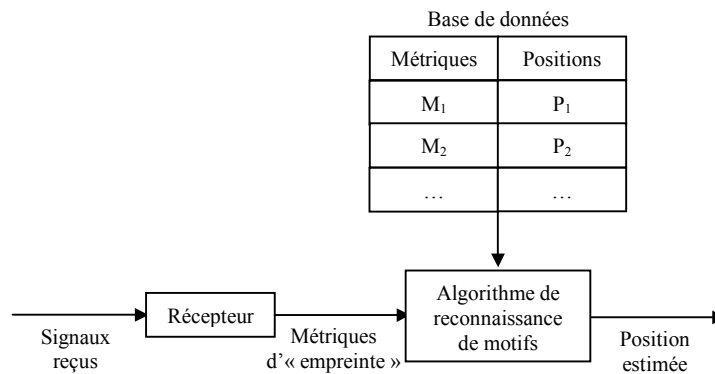 Base de données
Métriques Positions
M₁ P₁
M₂ P₂
… …
Signaux
reçus
Récepteur
Métriques
d'« empreinte »
Algorithme de
reconnaissance
de motifs
Position
estimée